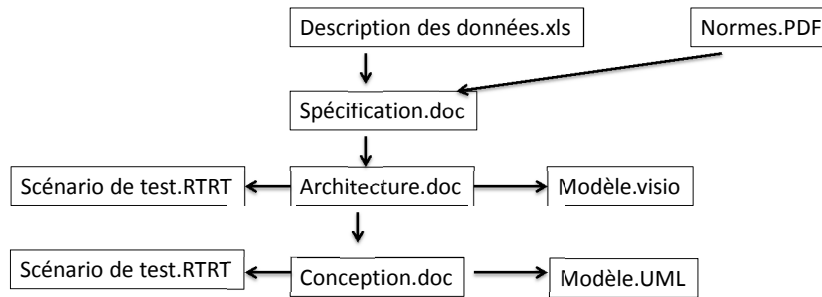 Description des données.xls
Normes.PDF
Spécification.doc
Scénario de test.RTRT
Architecture.doc
Modèle.visio
Scénario de test.RTRT
Conception.doc
Modèle.UML